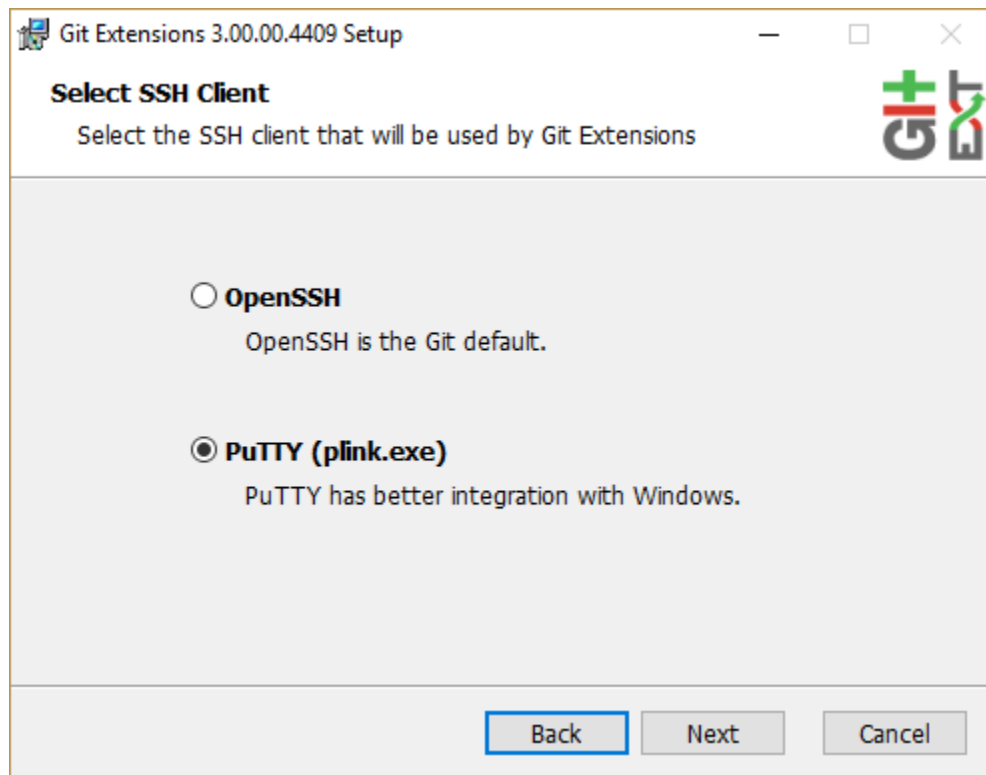 Git Extensions 3.00.00.4409 Setup
Select SSH Client
Select the SSH client that will be used by Git Extensions
Git
Ext
OpenSSH
OpenSSH is the Git default.
PuTTY (plink.exe)
PuTTY has better integration with Windows.
Back
Next
Cancel